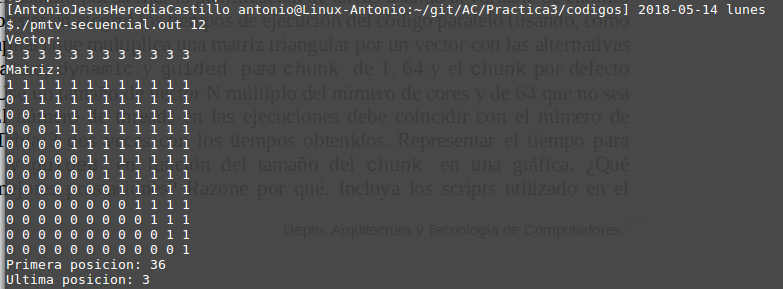 [AntonioJesusHerediaCastillo antonio@Linux-Antonio:~/git/AC/Practica3/codigos] 2018-05-14 lunes
$./pmtv-secuencial.out 12
Vector:
3 3 3 3 3 3 3 3 3 3 3 3
Matriz:
1 1 1 1 1 1 1 1 1 1 1 1
0 1 1 1 1 1 1 1 1 1 1 1
0 0 1 1 1 1 1 1 1 1 1 1
0 0 0 1 1 1 1 1 1 1 1 1
0 0 0 0 1 1 1 1 1 1 1 1
0 0 0 0 0 1 1 1 1 1 1 1
0 0 0 0 0 0 1 1 1 1 1 1
0 0 0 0 0 0 0 1 1 1 1 1
0 0 0 0 0 0 0 0 1 1 1 1
0 0 0 0 0 0 0 0 0 1 1 1
0 0 0 0 0 0 0 0 0 0 1 1
0 0 0 0 0 0 0 0 0 0 0 1
Primera posicion: 36
Ultima posicion: 3
de ejecución del código paralelo (usando, como
que multiplica una matriz triangular por un vector con las alternativas
dynamic y guided para chunk de 1, 64 y el chunk por defecto
N múltiplo del número de cores y de 64 que no sea
en las ejecuciones debe coincidir con el número de
los tiempos obtenidos. Representar el tiempo para
del tamaño del chunk en una gráfica. ¿Qué
Razone por qué. Incluya los scripts utilizado en el
Depto. Arquitectura y Tecnología de Computadores